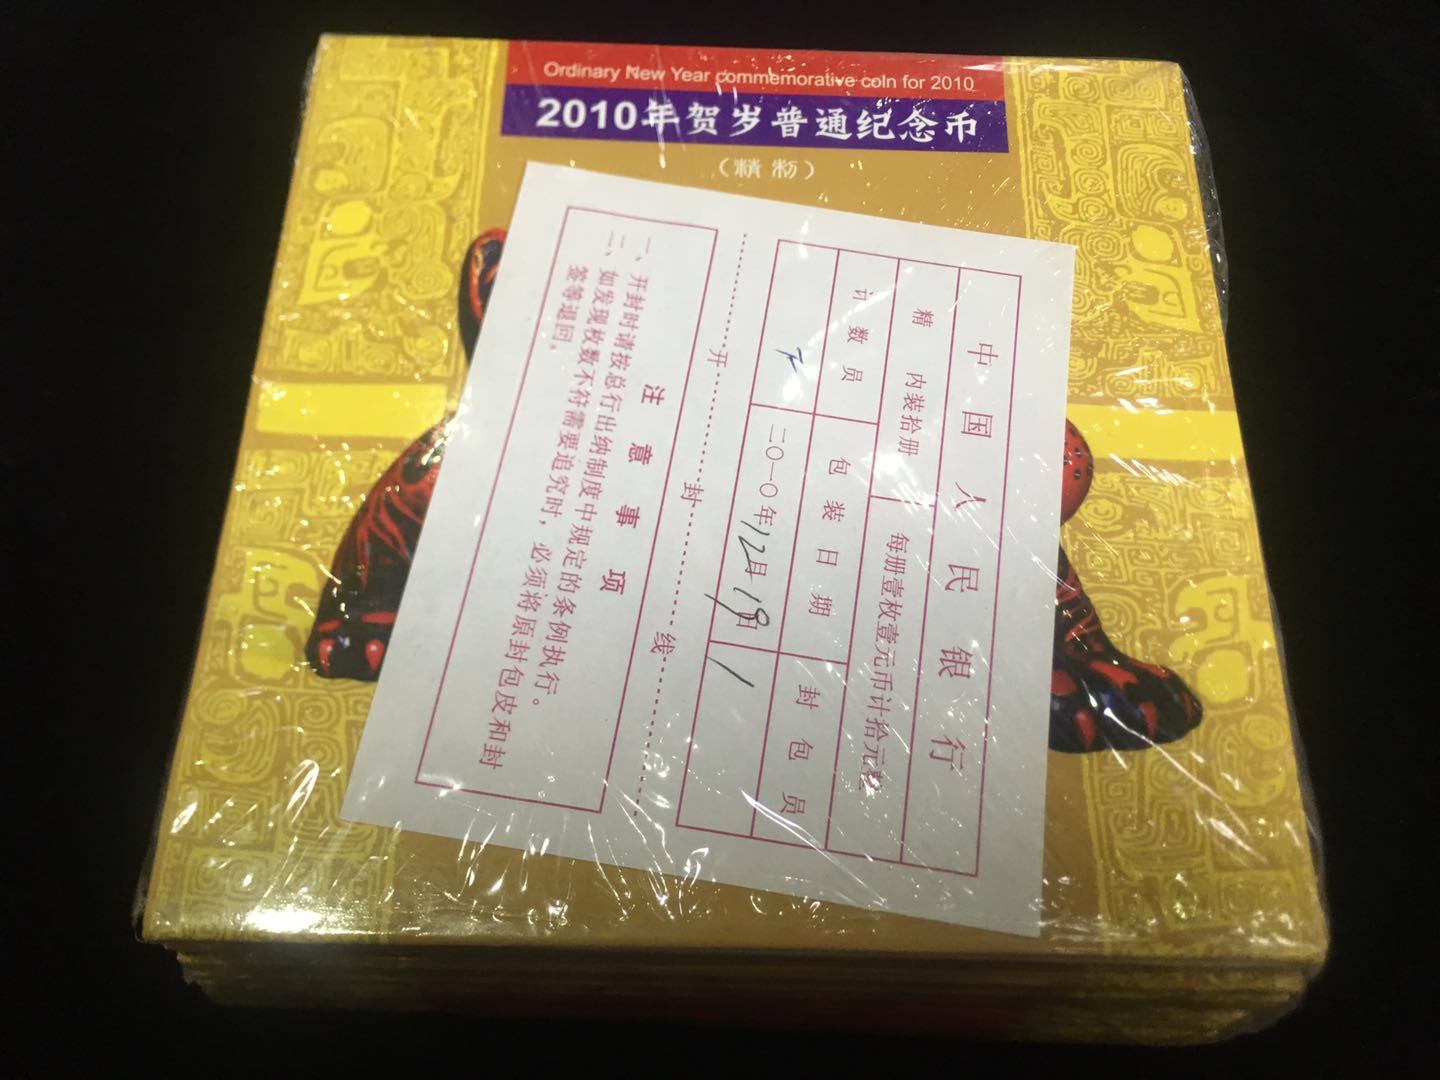 Ordinary New Year commemorative coin for 2010
2010年贺岁普通纪念币
（精制）
中国人民银行
精 内装拾册 每册壹枚壹元币计拾元整
计数员 包装日期 封包员
二〇一〇年12月19日
开封线
注意事项
一、开封时请按总行出纳制度中规定的条例执行。
二、如发现枚数不符需要追究时，必须将原封包皮和封
签等退回。